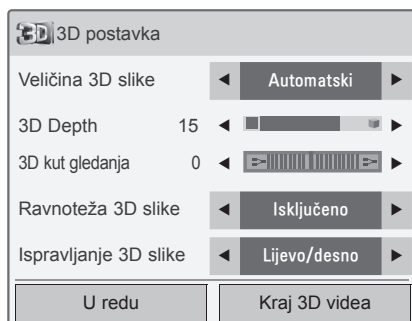 3D 3D postavka
Veličina 3D slike ◄ Automatski ►
3D Depth 15 ◄ ►
3D kut gledanja 0 ◄ ►
Ravnoteža 3D slike ◄ Isključeno ►
Ispravljanje 3D slike ◄ Lijevo/desno ►
U redu Kraj 3D videa